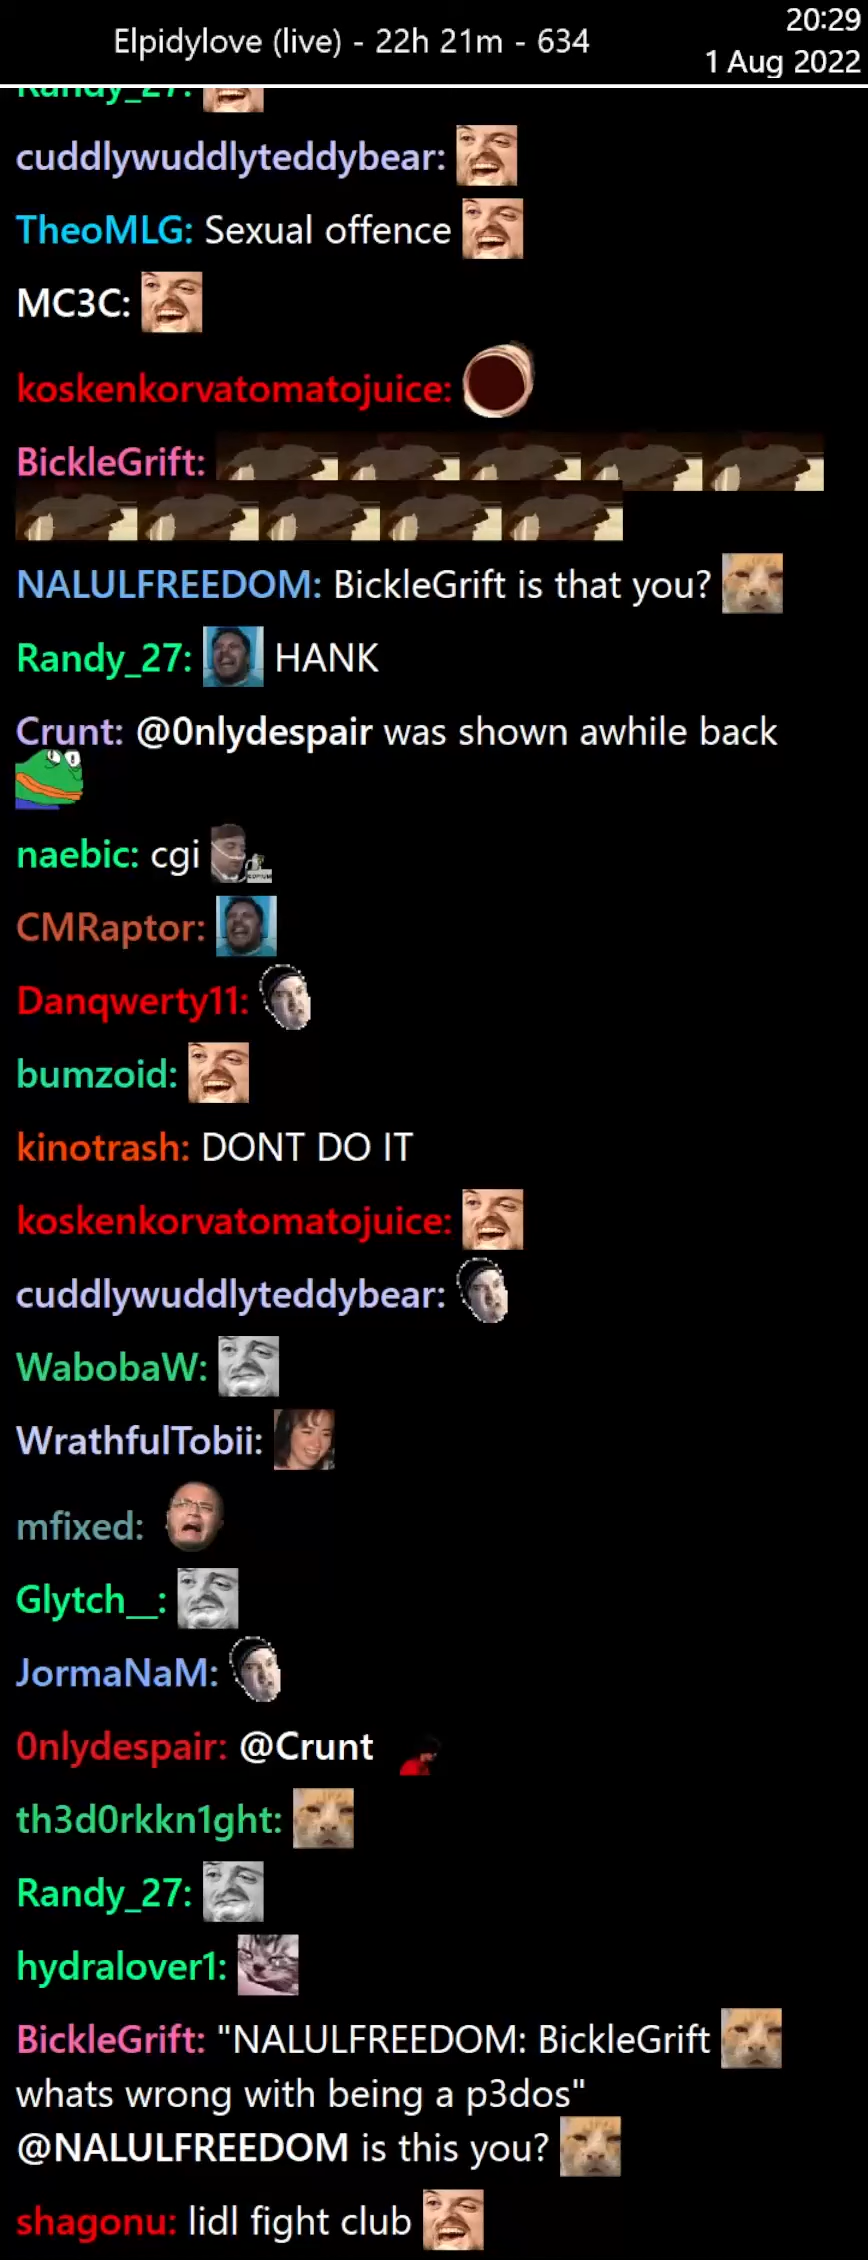 Elpidylove (live) - 22h 21m - 634
20:29
1 Aug 2022
Randy_27:
cuddlywuddlyteddybear:
TheoMLG: Sexual offence
MC3C:
koskenkorvatomatojuice:
BickleGrift:
NALULFREEDOM: BickleGrift is that you?
Randy_27: HANK
Crunt: @0nlydespair was shown awhile back
naebic: cgi
CMRaptor:
Danqwerty11:
bumzoid:
kinotrash: DONT DO IT
koskenkorvatomatojuice:
cuddlywuddlyteddybear:
WabobaW:
WrathfulTobii:
mfixed:
Glytch__:
JormaNaM:
0nlydespair: @Crunt
th3d0rkkn1ght:
Randy_27:
hydralover1:
BickleGrift: "NALULFREEDOM: BickleGrift
whats wrong with being a p3dos"
@NALULFREEDOM is this you?
shagonu: lidl fight club